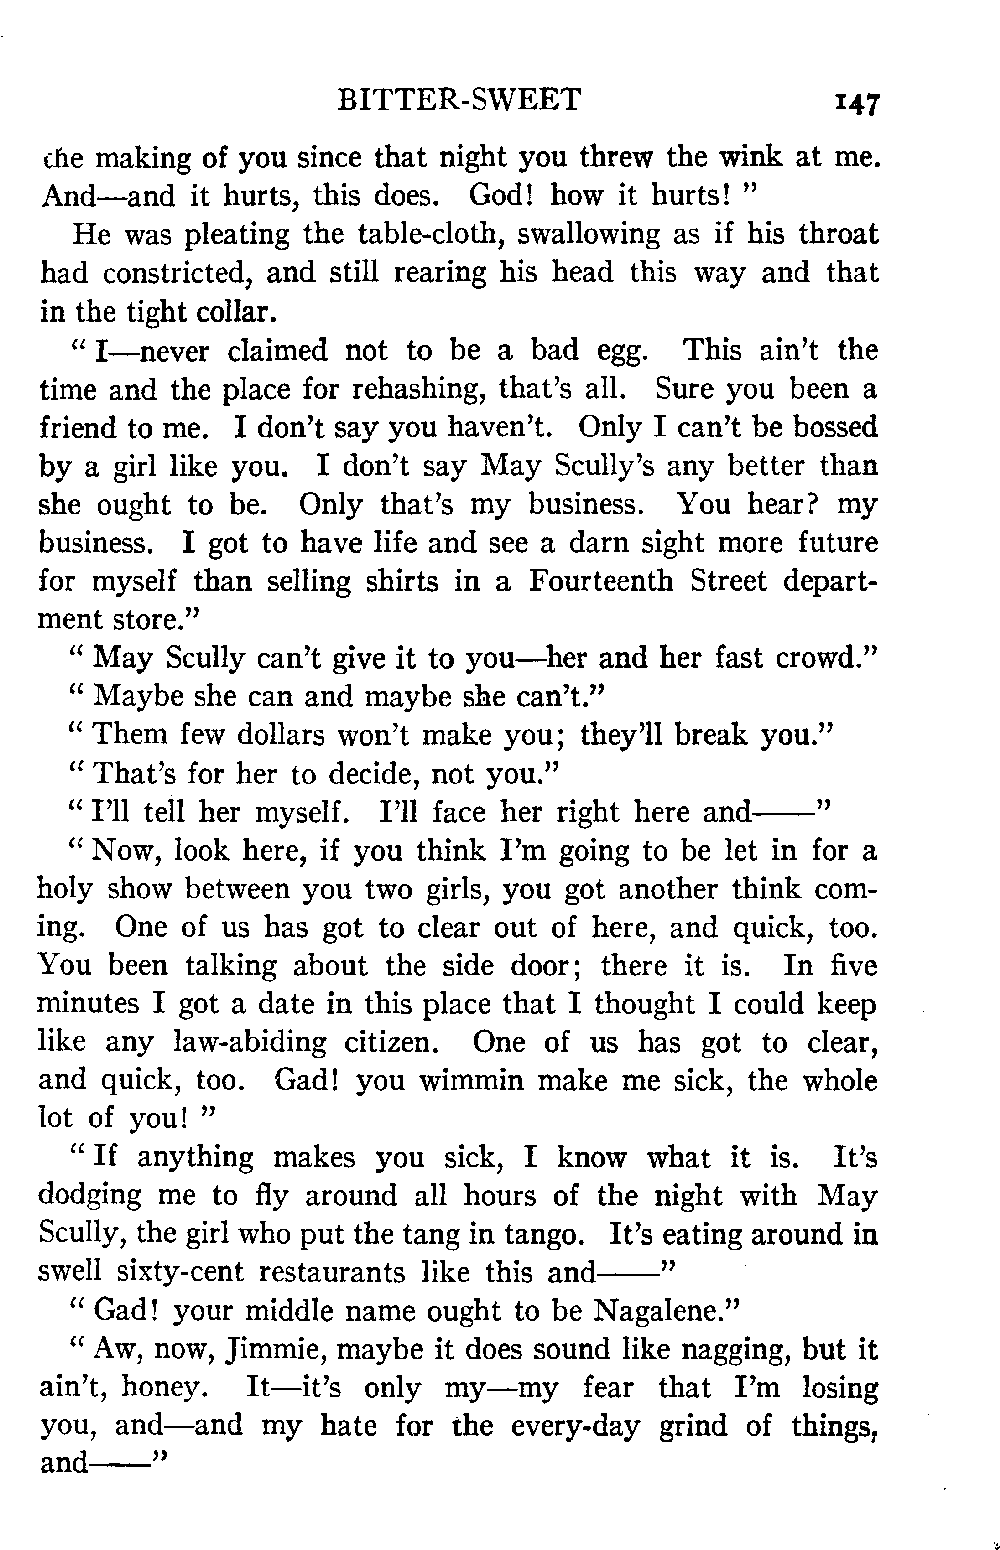 BITTER-SWEET 147
the making of you since that night you threw the wink at me.
And—and it hurts, this does. God! how it hurts! ”
He was pleating the table-cloth, swallowing as if his throat
had constricted, and still rearing his head this way and that
in the tight collar.
“ I—never claimed not to be a bad egg. This ain’t the
time and the place for rehashing, that’s all. Sure you been a
friend to me. I don’t say you haven’t. Only I can’t be bossed
by a girl like you. I don’t say May Scully’s any better than
she ought to be. Only that’s my business. You hear? my
business. I got to have life and see a darn sight more future
for myself than selling shirts in a Fourteenth Street depart-
ment store.”
“ May Scully can’t give it to you—her and her fast crowd.”
“ Maybe she can and maybe she can’t.”
“ Them few dollars won’t make you; they’ll break you.”
“ That’s for her to decide, not you.”
“ I’ll tell her myself. I’ll face her right here and——”
“ Now, look here, if you think I’m going to be let in for a
holy show between you two girls, you got another think com-
ing. One of us has got to clear out of here, and quick, too.
You been talking about the side door; there it is. In five
minutes I got a date in this place that I thought I could keep
like any law-abiding citizen. One of us has got to clear,
and quick, too. Gad! you wimmin make me sick, the whole
lot of you! ”
“ If anything makes you sick, I know what it is. It’s
dodging me to fly around all hours of the night with May
Scully, the girl who put the tang in tango. It’s eating around in
swell sixty-cent restaurants like this and——”
“ Gad! your middle name ought to be Nagalene.”
“ Aw, now, Jimmie, maybe it does sound like nagging, but it
ain’t, honey. It—it’s only my—my fear that I’m losing
you, and—and my hate for the every-day grind of things,
and——”